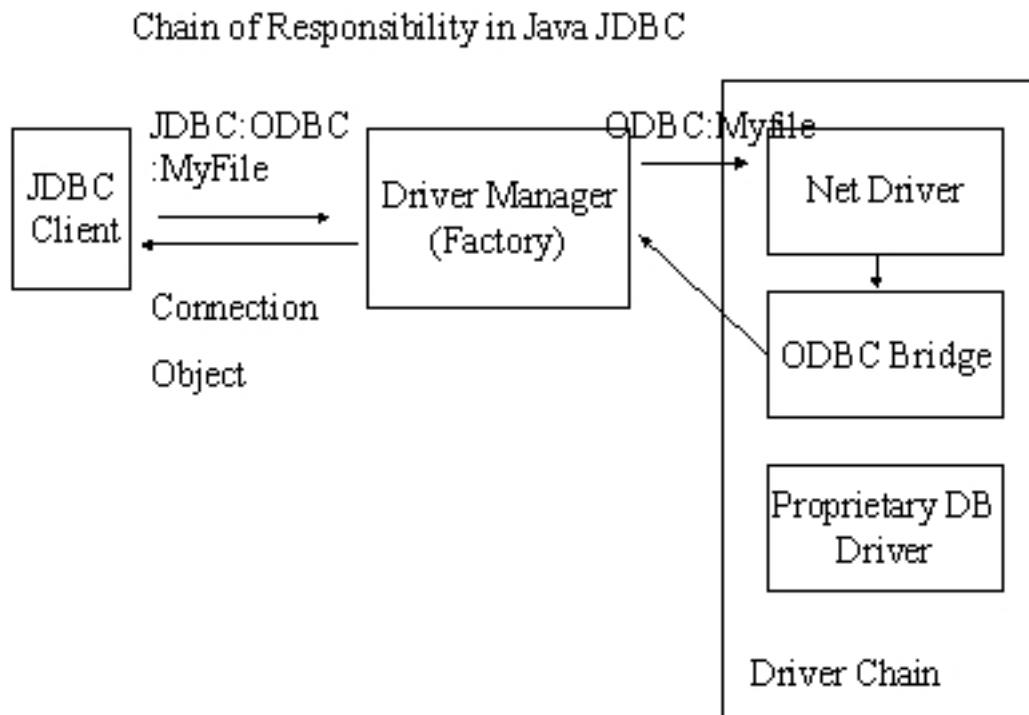 Chain of Responsibility in Java JDBC
JDBC:ODBC
:MyFile
ODBC:Myfile
JDBC
Client
Driver Manager
(Factory)
Net Driver
Connection
Object
ODBC Bridge
Proprietary DB
Driver
Driver Chain